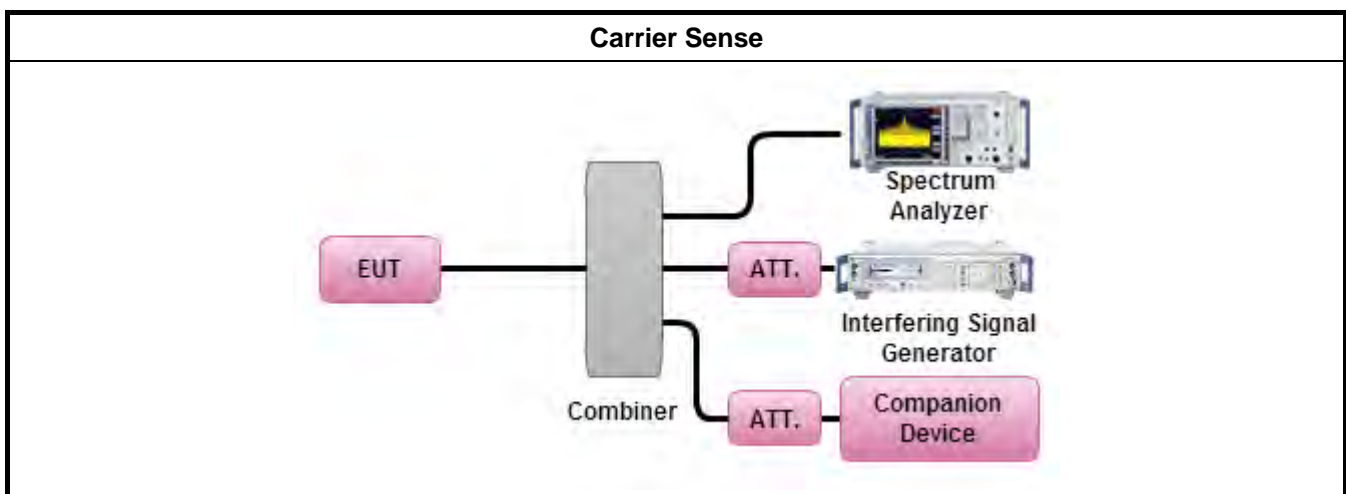 Carrier Sense
Spectrum
Analyzer
EUT
ATT.
Interfering Signal
Generator
Combiner
ATT.
Companion
Device